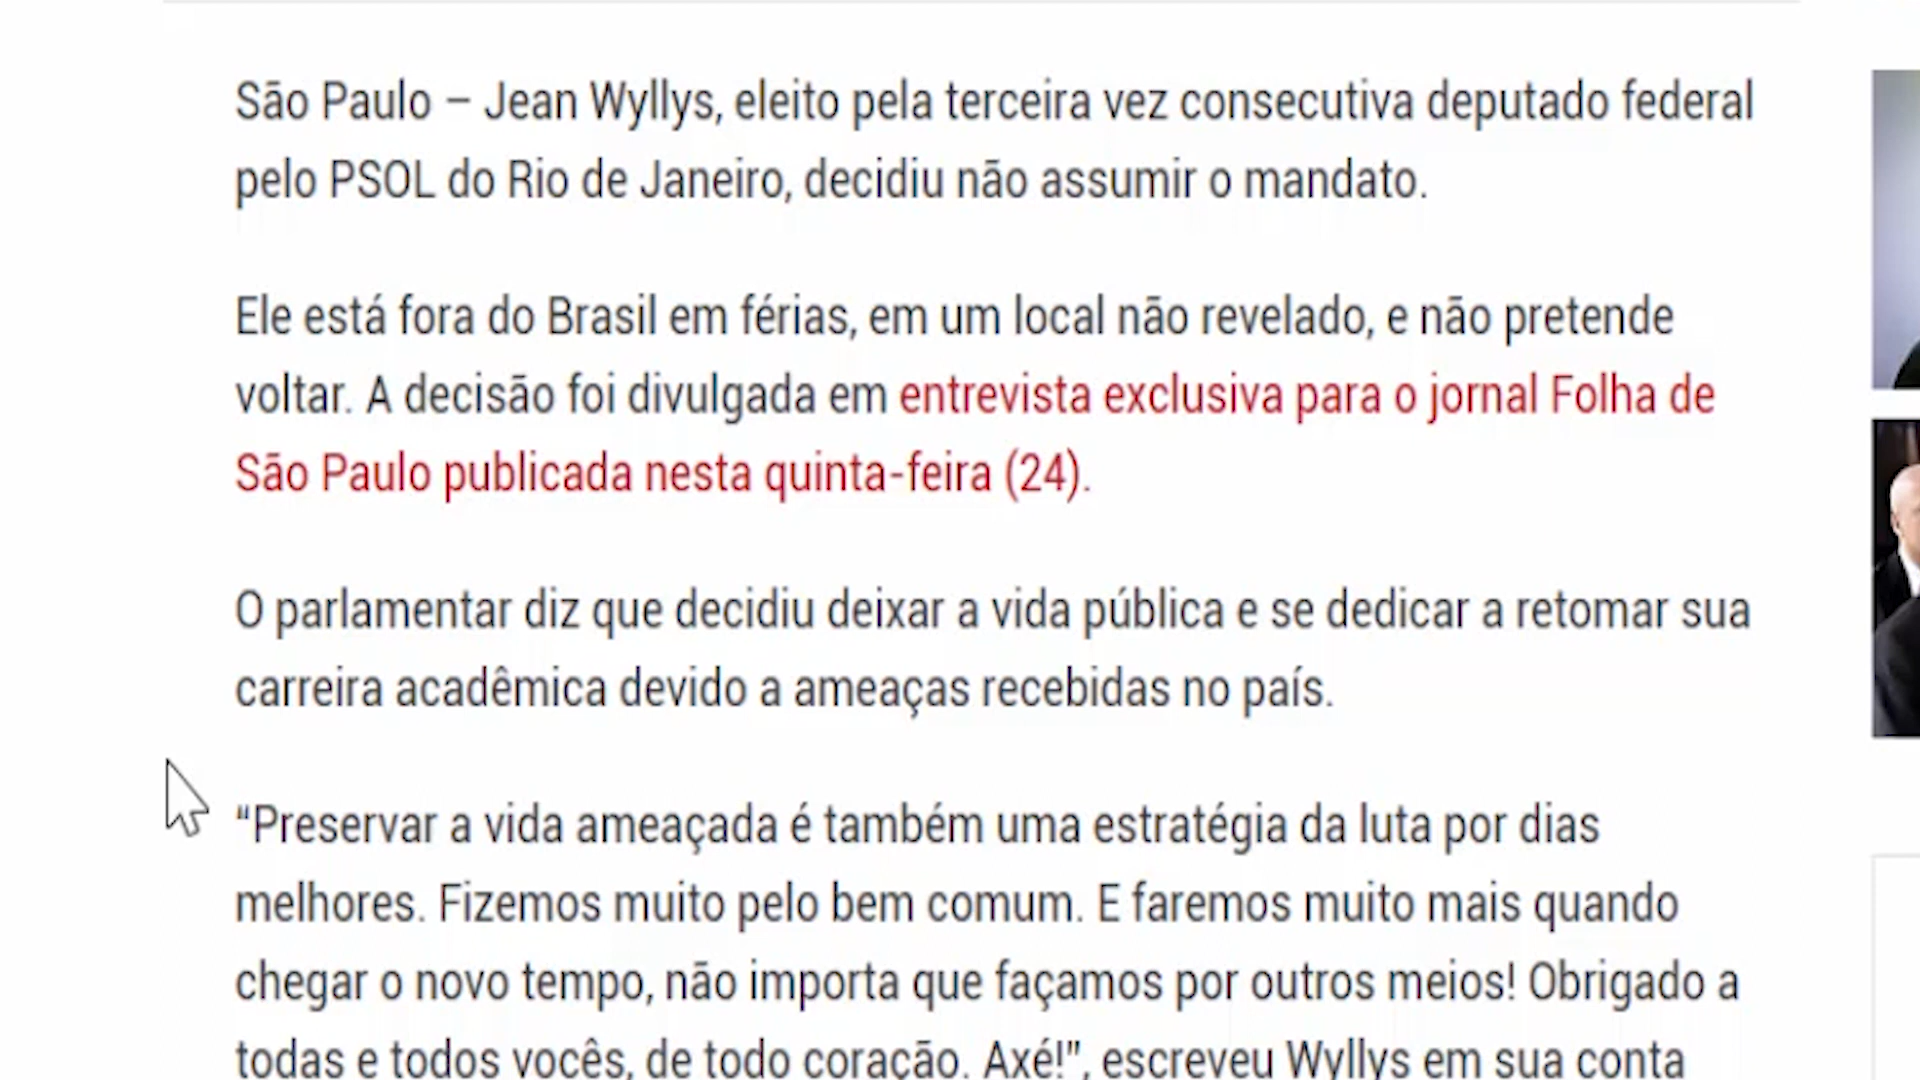 São Paulo – Jean Wyllys, eleito pela terceira vez consecutiva deputado federal
pelo PSOL do Rio de Janeiro, decidiu não assumir o mandato.
Ele está fora do Brasil em férias, em um local não revelado, e não pretende
voltar. A decisão foi divulgada em entrevista exclusiva para o jornal Folha de
São Paulo publicada nesta quinta-feira (24).
O parlamentar diz que decidiu deixar a vida pública e se dedicar a retomar sua
carreira acadêmica devido a ameaças recebidas no país.
“Preservar a vida ameaçada é também uma estratégia da luta por dias
melhores. Fizemos muito pelo bem comum. E faremos muito mais quando
chegar o novo tempo, não importa que façamos por outros meios! Obrigado a
todas e todos vocês, de todo coração. Axé!”, escreveu Wyllys em sua conta